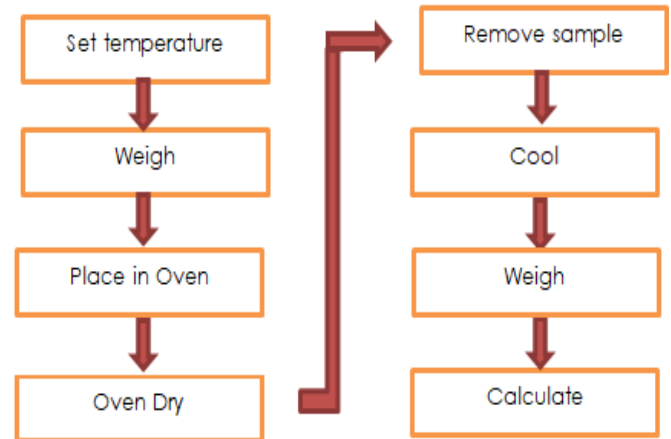 Set temperature
Weigh
Place in Oven
Oven Dry
Remove sample
Cool
Weigh
Calculate